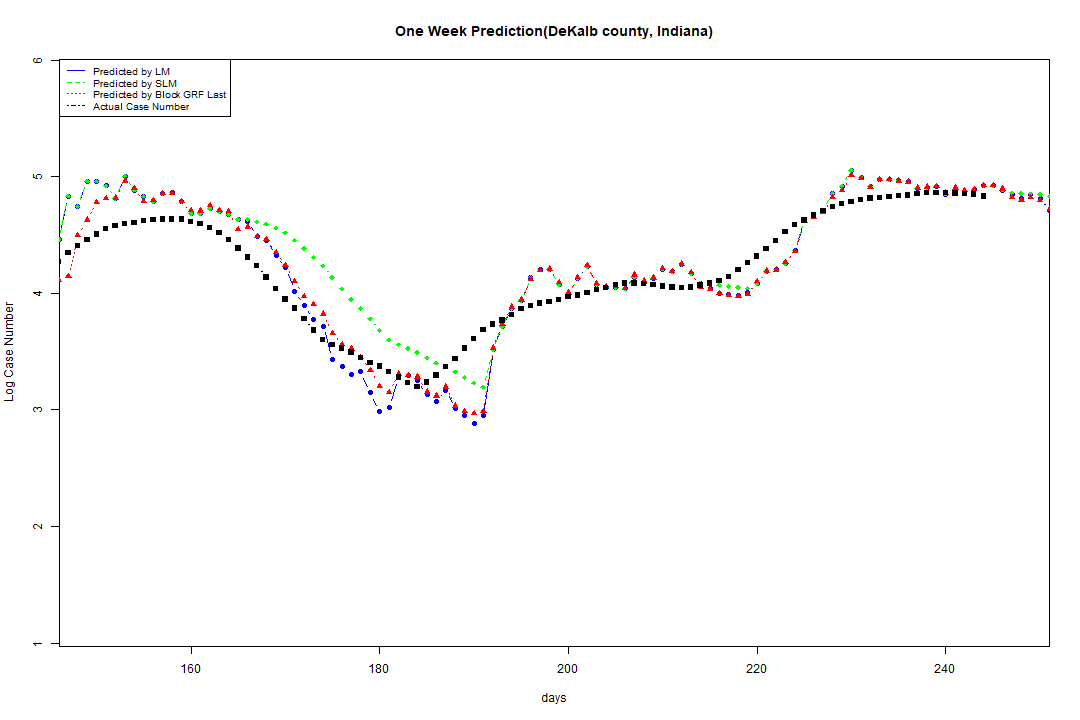 One Week Prediction(DeKalb county, Indiana)
6
Predicted by LM
Predicted by SLM
Predicted by Block GRF Last
Actual Case Number
5
4
3
2
1
Log Case Number
160 180 200 220 240
days